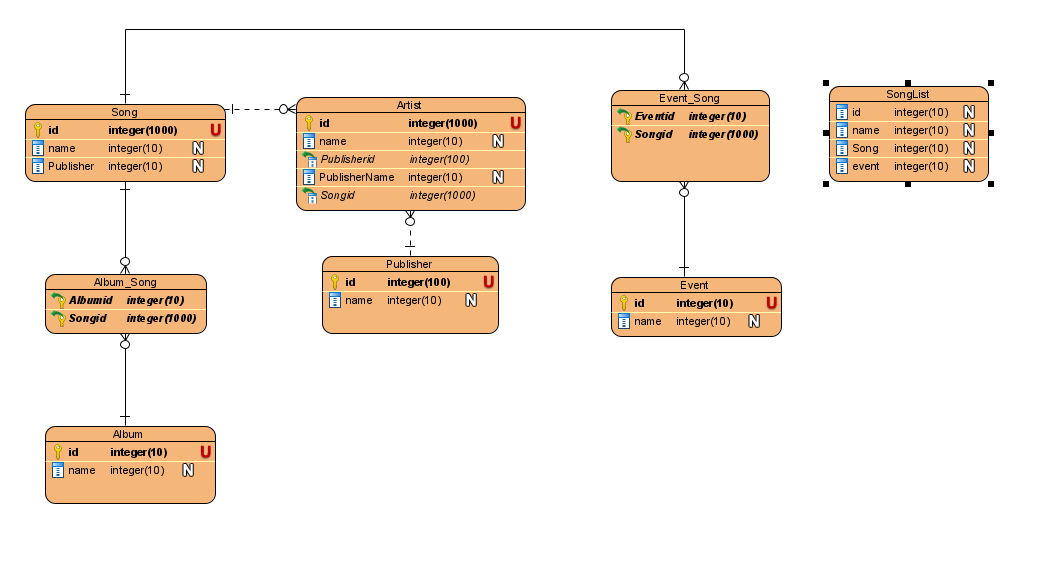 Song
id integer(1000) U
name integer(10) N
Publisher integer(10) N
Artist
id integer(1000) U
name integer(10) N
Publisherid integer(100)
PublisherName integer(10) N
Songid integer(1000)
Event_Song
Eventid integer(10)
Songid integer(1000)
SongList
id integer(10) N
name integer(10) N
Song integer(10) N
event integer(10) N
Album_Song
Albumid integer(10)
Songid integer(1000)
Publisher
id integer(100) U
name integer(10) N
Event
id integer(10) U
name integer(10) N
Album
id integer(10) U
name integer(10) N